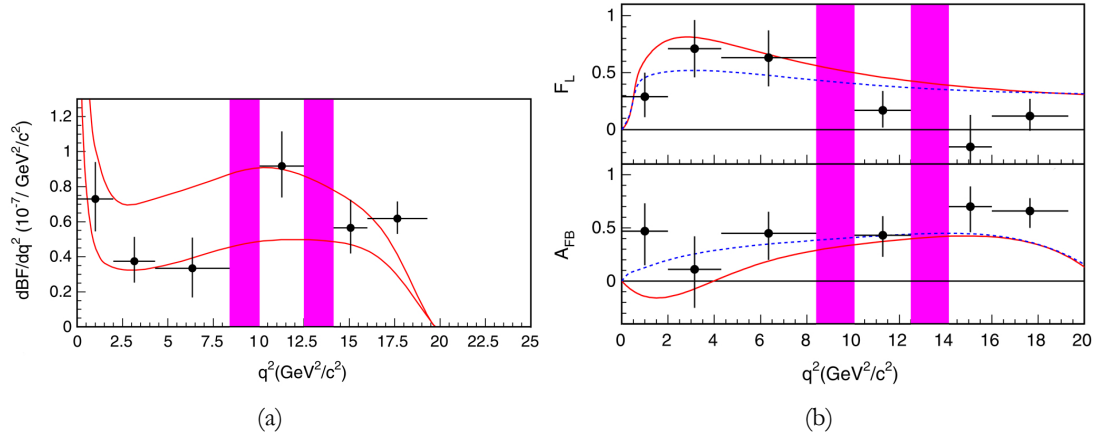 dBF/dq² (10⁻⁷/ GeV²/c²)
1.2
1
0.8
0.6
0.4
0.2
0
0 2.5 5 7.5 10 12.5 15 17.5 20 22.5 25
q²(GeV²/c²)
(a)
F_L
1
0.5
0
A_FB
0.5
0
0 2 4 6 8 10 12 14 16 18 20
q²(GeV²/c²)
(b)